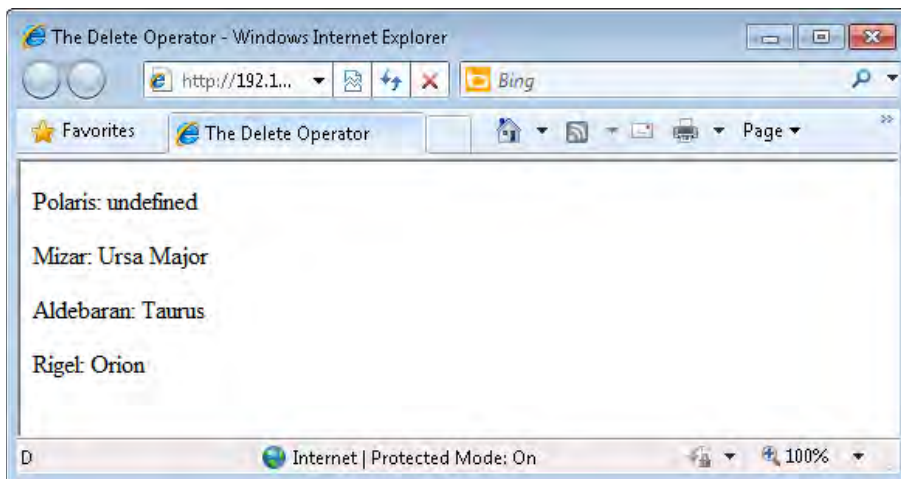 The Delete Operator - Windows Internet Explorer
http://192.1... Bing
Favorites The Delete Operator Page
Polaris: undefined
Mizar: Ursa Major
Aldebaran: Taurus
Rigel: Orion
D Internet | Protected Mode: On 100%